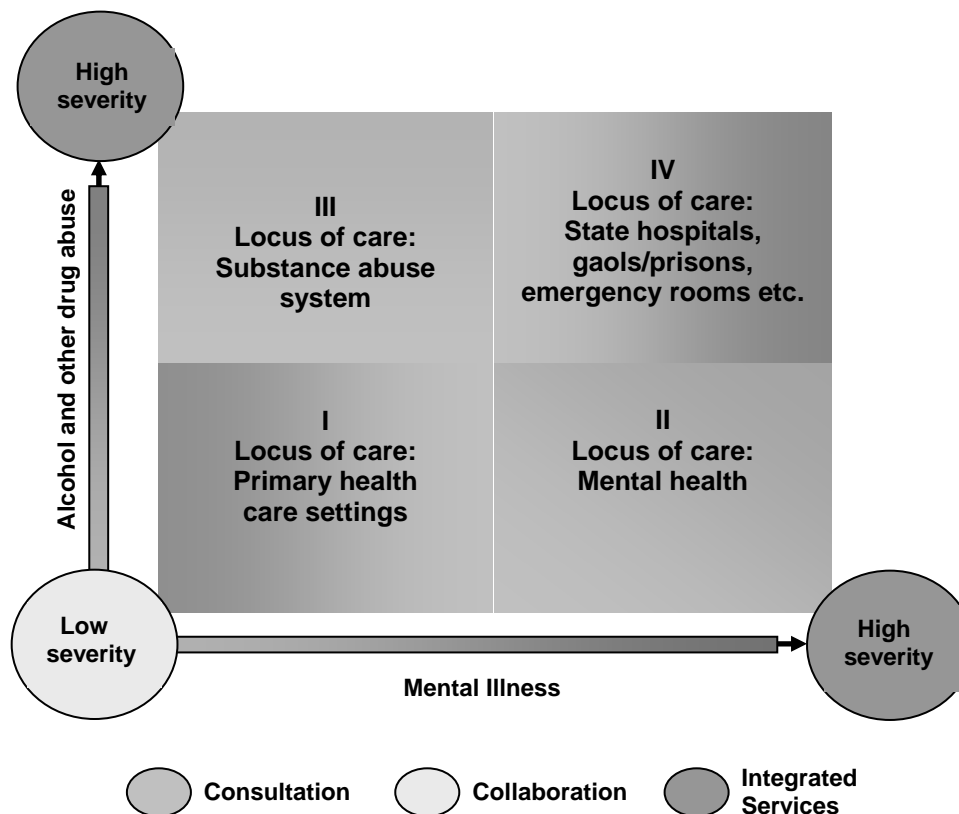 High
severity
Alcohol and other drug abuse
III
Locus of care:
Substance abuse
system
IV
Locus of care:
State hospitals,
gaols/prisons,
emergency rooms etc.
I
Locus of care:
Primary health
care settings
II
Locus of care:
Mental health
Low
severity
High
severity
Mental Illness
Consultation
Collaboration
Integrated
Services